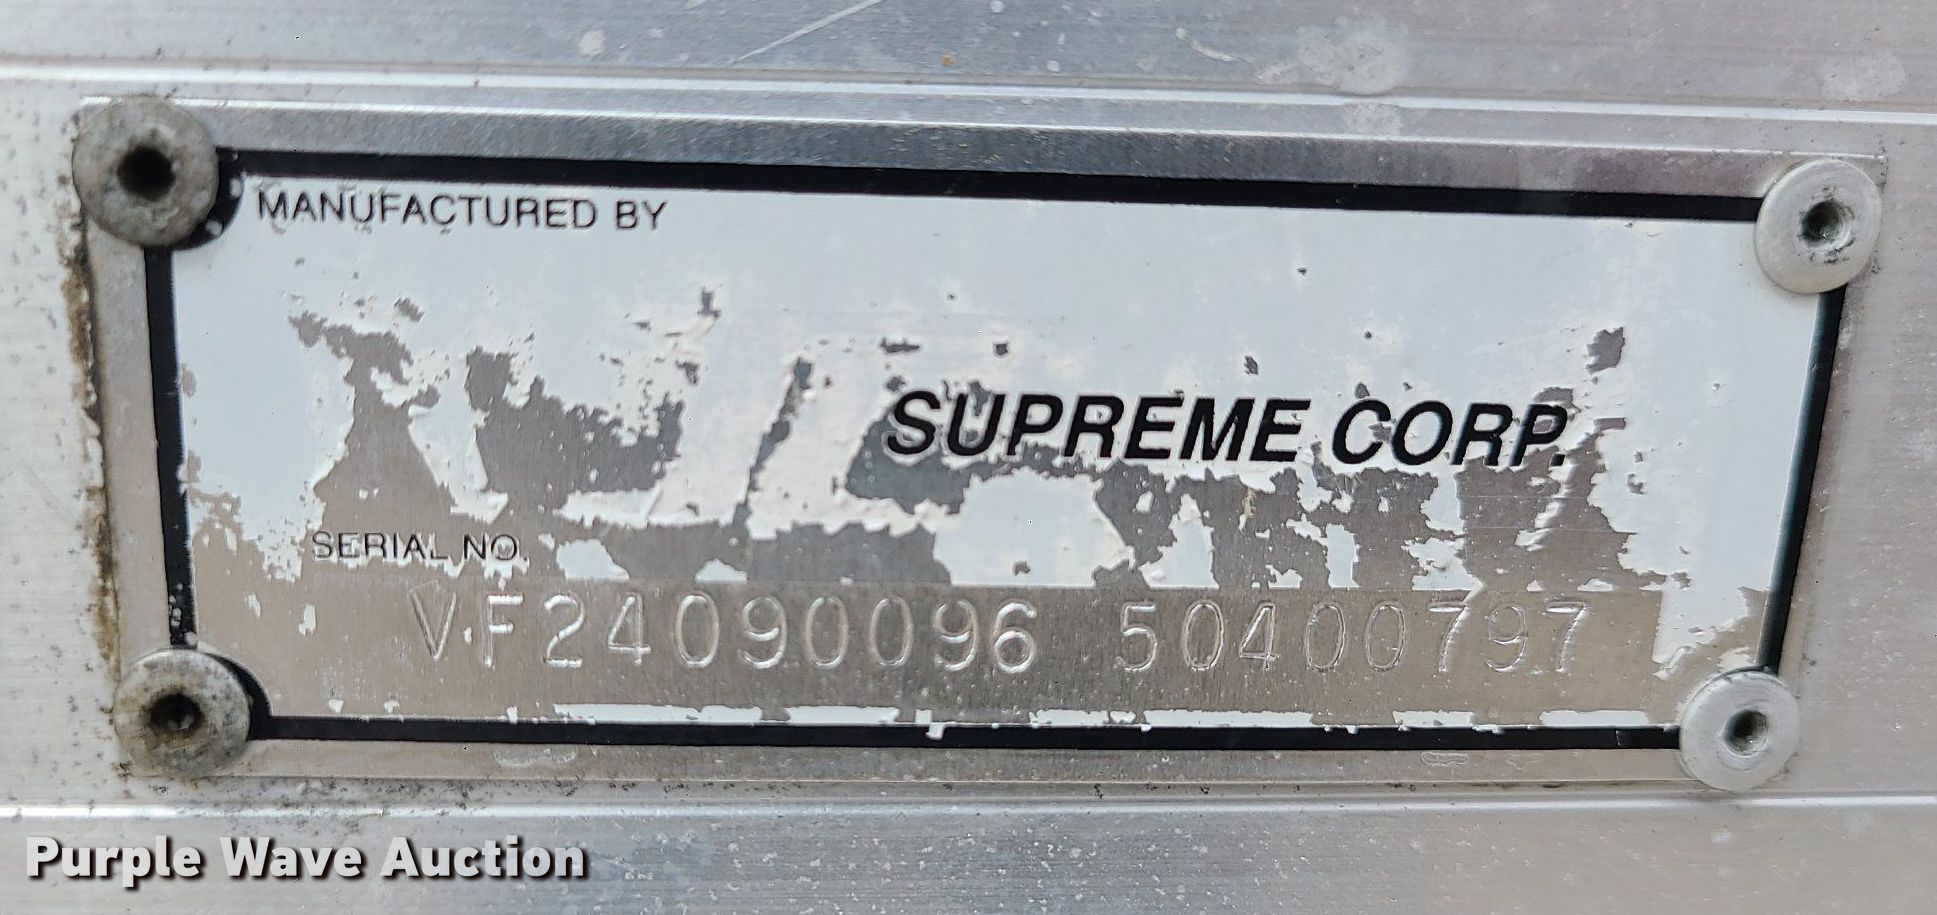 MANUFACTURED BY
SUPREME CORP.
SERIAL NO.
VF24090096 50400797
Purple Wave Auction